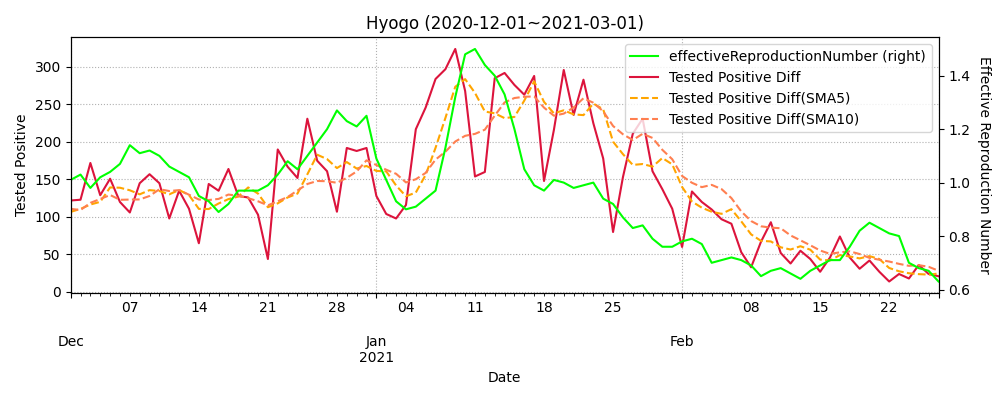 Hyogo (2020-12-01~2021-03-01)
effectiveReproductionNumber (right)
Tested Positive Diff
Tested Positive Diff(SMA5)
Tested Positive Diff(SMA10)
Tested Positive
300
250
200
150
100
50
0
1.4
1.2
1.0
0.8
0.6
Effective Reproduction Number
07 14 21 28 04 11 18 25 08 15 22
Dec Jan Feb
2021
Date